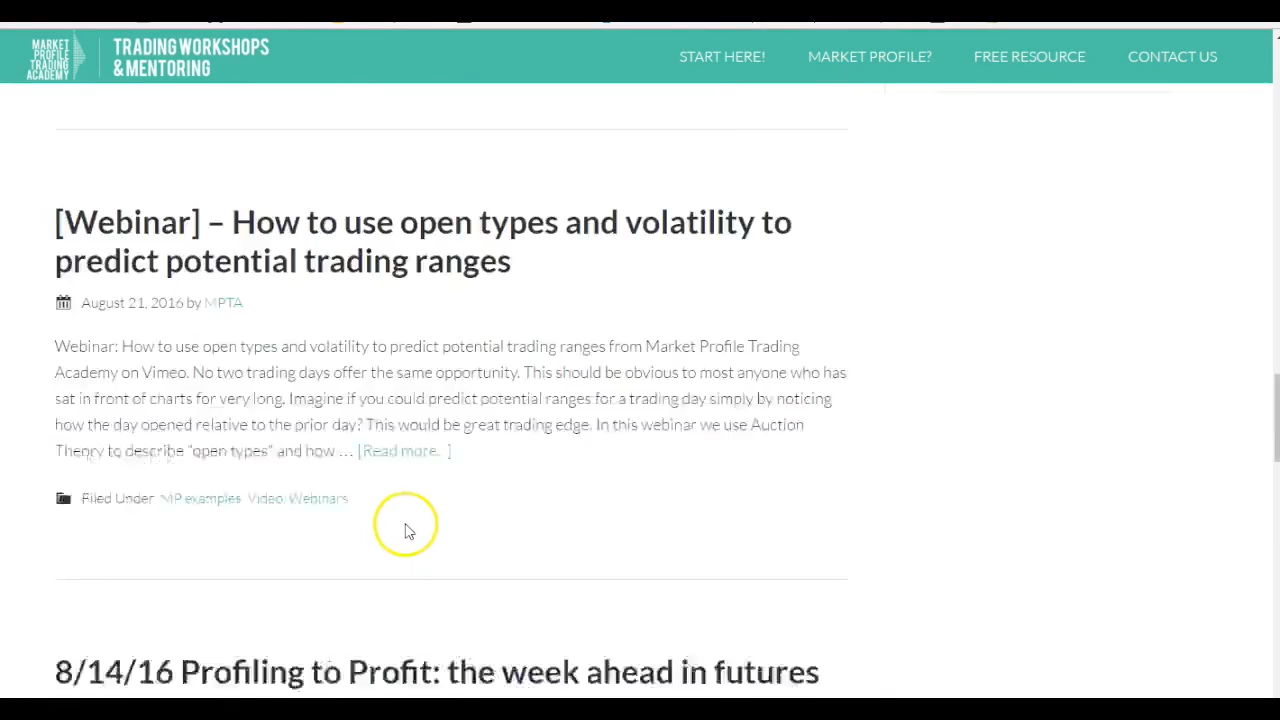 MARKET
PROFILE
TRADING
ACADEMY
TRADING WORKSHOPS
& MENTORING
START HERE!
MARKET PROFILE?
FREE RESOURCE
CONTACT US
[Webinar] – How to use open types and volatility to
predict potential trading ranges
August 21, 2016 by MPTA
Webinar: How to use open types and volatility to predict potential trading ranges from Market Profile Trading
Academy on Vimeo. No two trading days offer the same opportunity. This should be obvious to most anyone who has
sat in front of charts for very long. Imagine if you could predict potential ranges for a trading day simply by noticing
how the day opened relative to the prior day? This would be great trading edge. In this webinar we use Auction
Theory to describe "open types" and how … [Read more...]
Filed Under: MP examples, Video, Webinars
8/14/16 Profiling to Profit: the week ahead in futures